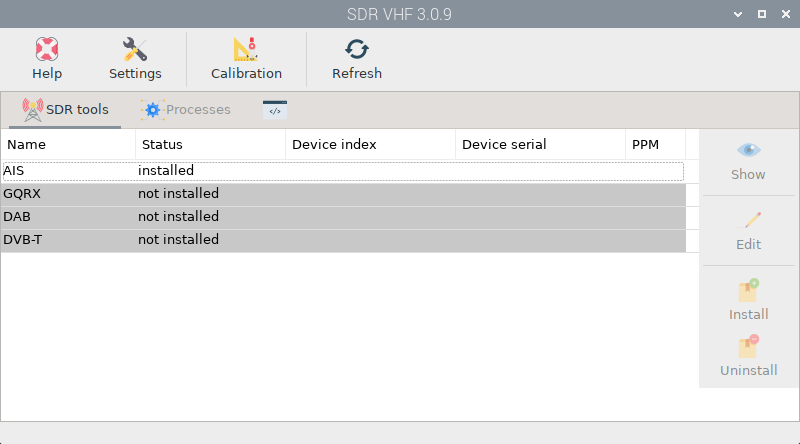 SDR VHF 3.0.9
Help Settings Calibration Refresh
SDR tools Processes </>
Name Status Device index Device serial PPM
AIS installed
GQRX not installed
DAB not installed
DVB-T not installed
Show
Edit
Install
Uninstall